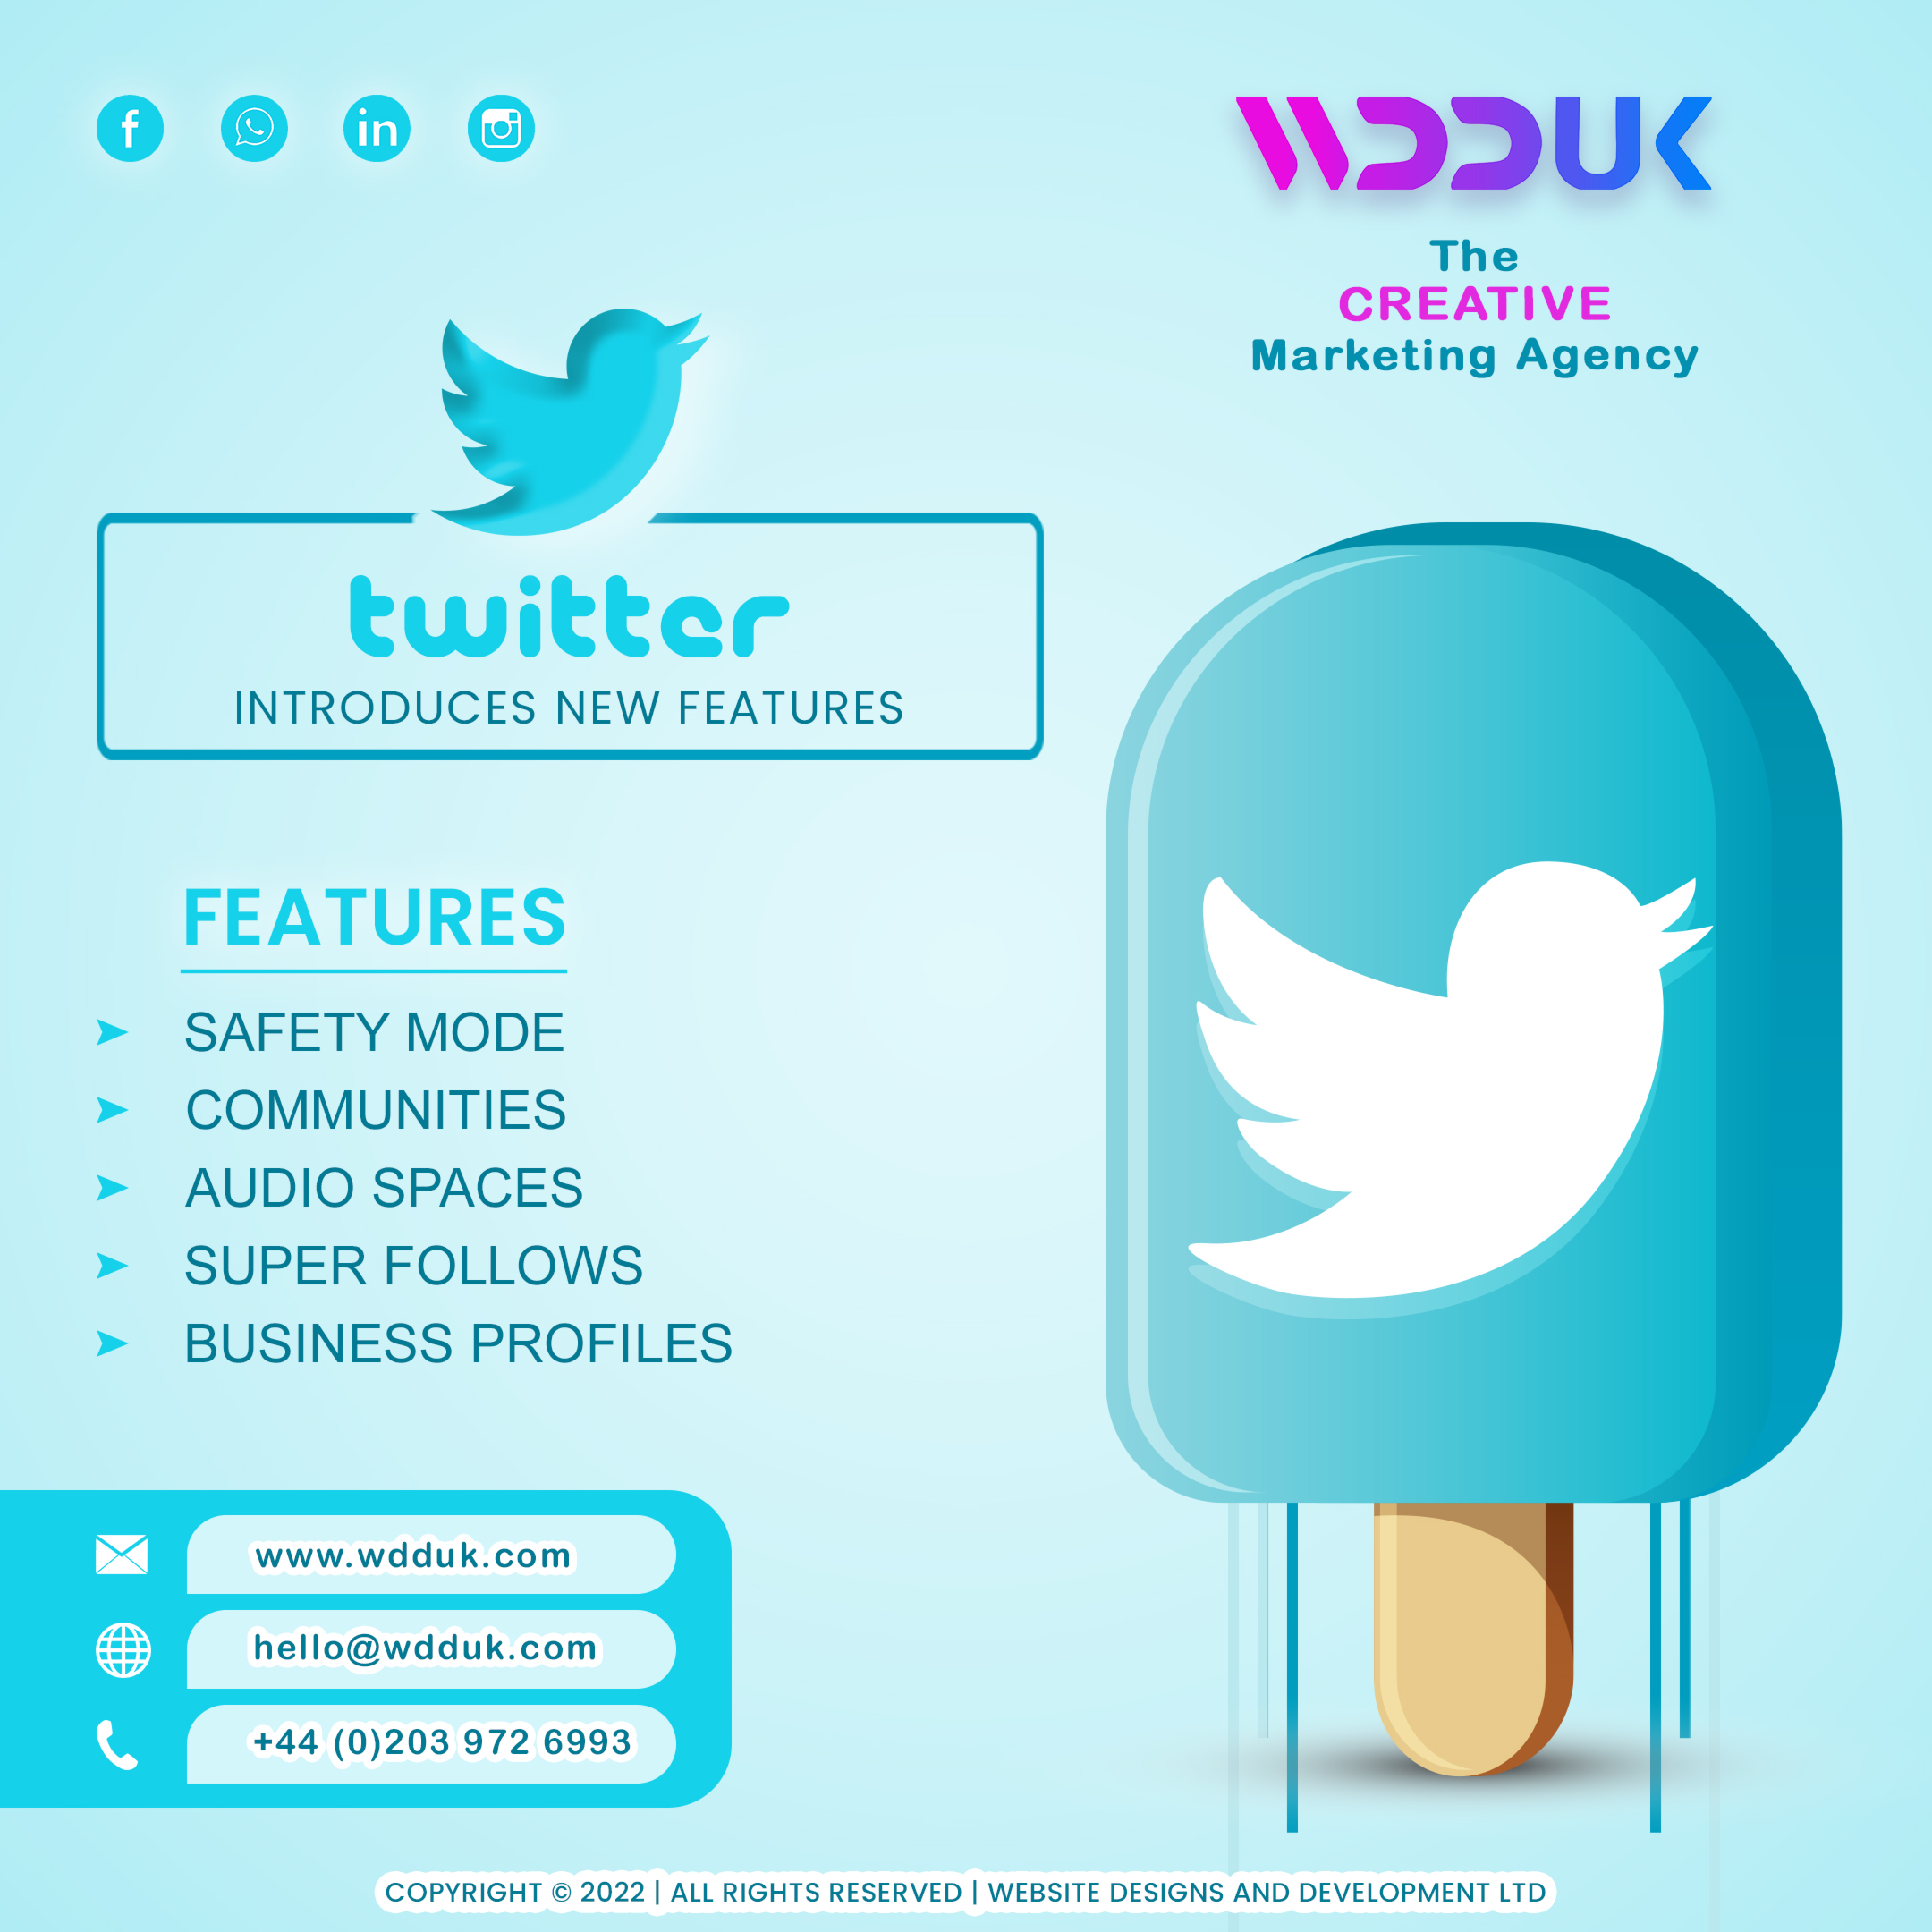 WDDUK
The
CREATIVE
Marketing Agency
twitter
INTRODUCES NEW FEATURES
FEATURES
SAFETY MODE
COMMUNITIES
AUDIO SPACES
SUPER FOLLOWS
BUSINESS PROFILES
www.wdduk.com
hello@wdduk.com
+44 (0)203 972 6993
COPYRIGHT © 2022 | ALL RIGHTS RESERVED | WEBSITE DESIGNS AND DEVELOPMENT LTD